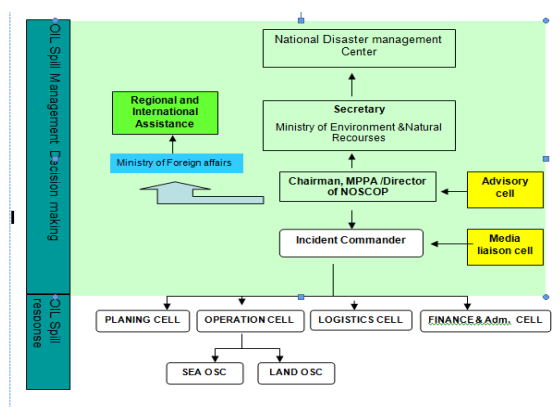 OIL Spill Management Decision making
National Disaster management
Center
Secretary
Ministry of Environment &Natural
Recourses
Regional and
International
Assistance
Ministry of Foreign affairs
Chairman, MPPA /Director
of NOSCOP
Advisory
cell
Incident Commander
Media
liaison cell
OIL Spill
response
PLANING CELL
OPERATION CELL
LOGISTICS CELL
FINANCE & Adm. CELL
SEA OSC
LAND OSC